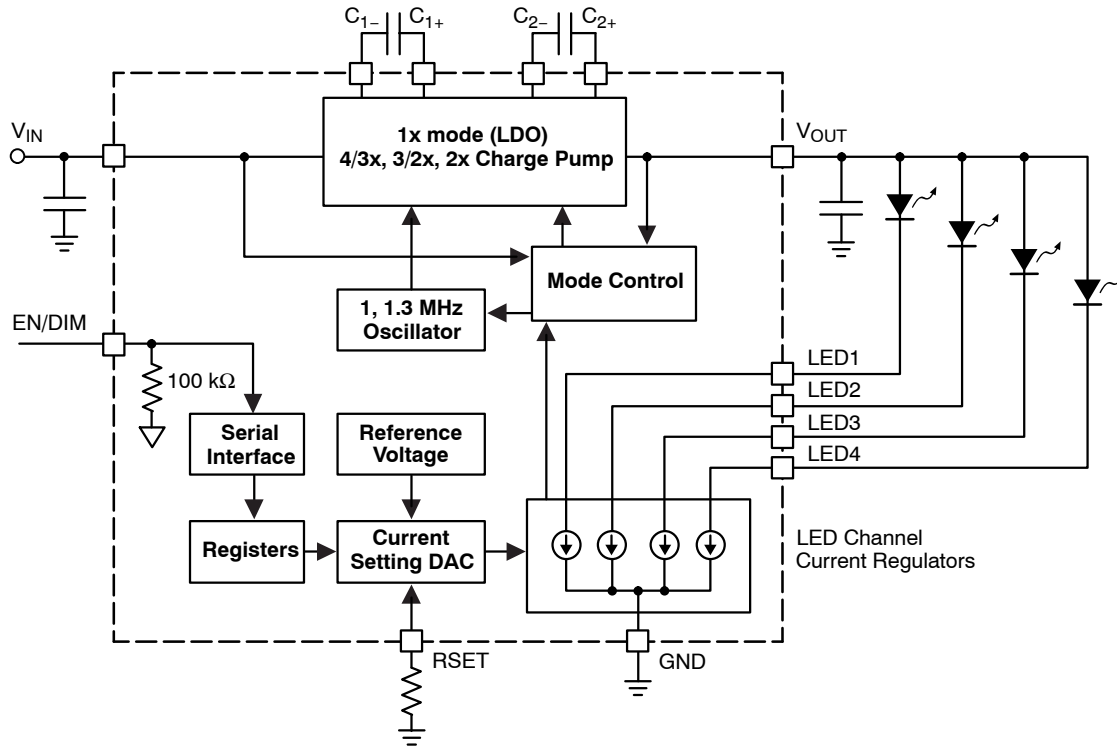 C1− C1+ C2− C2+
VIN
1x mode (LDO)
4/3x, 3/2x, 2x Charge Pump
VOUT
Mode Control
1, 1.3 MHz
Oscillator
EN/DIM
100 kΩ
LED1
LED2
LED3
LED4
Serial
Interface
Reference
Voltage
Registers
Current
Setting DAC
LED Channel
Current Regulators
RSET
GND